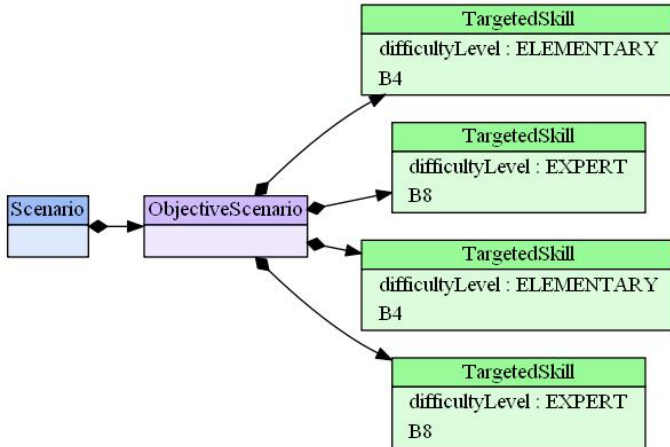 TargetedSkill
difficultyLevel : ELEMENTARY
B4
TargetedSkill
difficultyLevel : EXPERT
B8
Scenario
ObjectiveScenario
TargetedSkill
difficultyLevel : ELEMENTARY
B4
TargetedSkill
difficultyLevel : EXPERT
B8